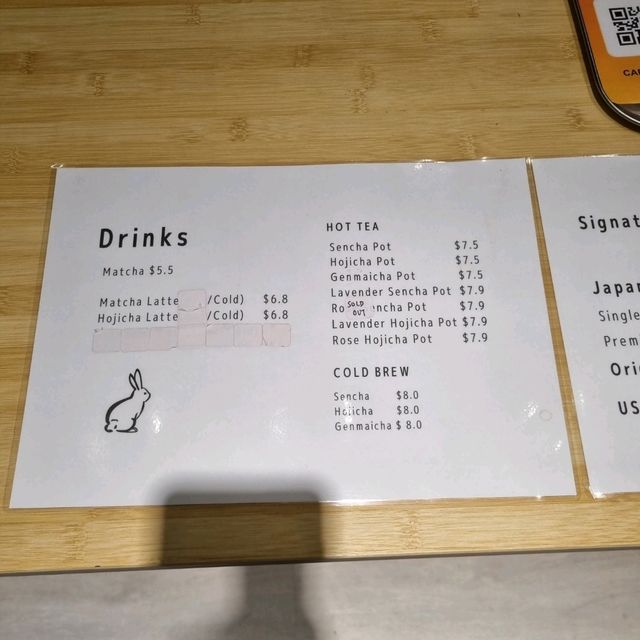 Drinks
Matcha $5.5
Matcha Latte /Cold) $6.8
Hojicha Latte /Cold) $6.8
HOT TEA
Sencha Pot $7.5
Hojicha Pot $7.5
Genmaicha Pot $7.5
Lavender Sencha Pot $7.9
Ro SOLD OUT ncha Pot $7.9
Lavender Hojicha Pot $7.9
Rose Hojicha Pot $7.9
COLD BREW
Sencha $8.0
Hojicha $8.0
Genmaicha $ 8.0
CA
Signat
Japan
Single
Prem
Ori
US